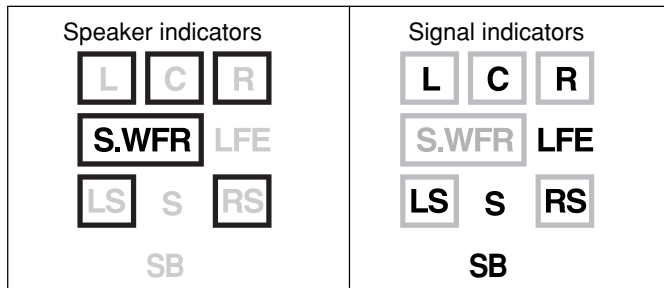 Speaker indicators
L C R
S.WFR LFE
LS S RS
SB
Signal indicators
L C R
S.WFR LFE
LS S RS
SB